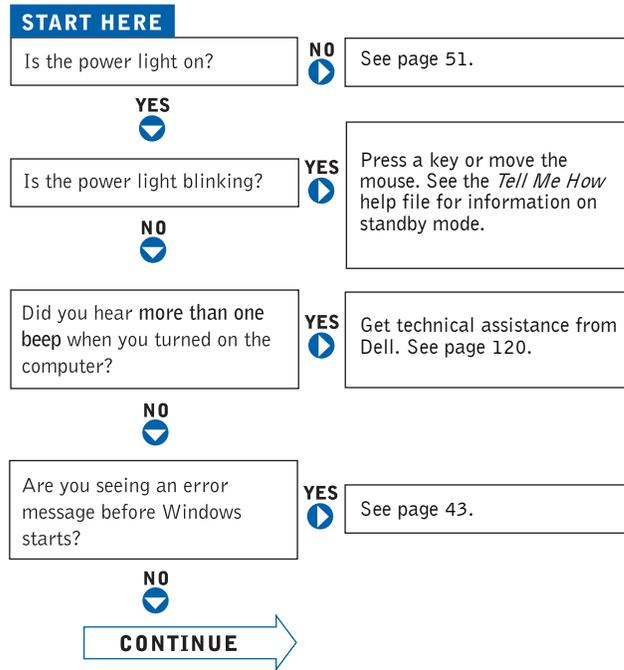 START HERE
Is the power light on?
NO
See page 51.
YES
Is the power light blinking?
YES
Press a key or move the
mouse. See the Tell Me How
help file for information on
standby mode.
NO
Did you hear more than one
beep when you turned on the
computer?
YES
Get technical assistance from
Dell. See page 120.
NO
Are you seeing an error
message before Windows
starts?
YES
See page 43.
NO
CONTINUE